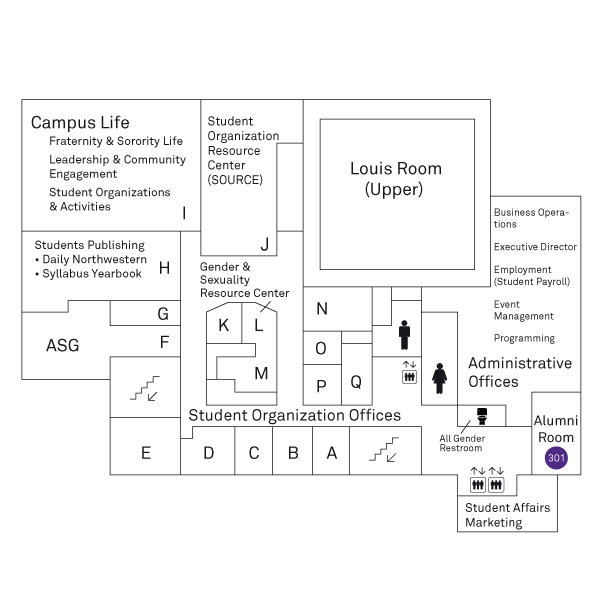 Campus Life
Fraternity & Sorority Life
Leadership & Community
Engagement
Student Organizations
& Activities
I
Student
Organization
Resource
Center
(SOURCE)
J
Louis Room
(Upper)
Students Publishing
• Daily Northwestern
• Syllabus Yearbook
H
G
F
ASG
Gender &
Sexuality
Resource Center
K
L
M
N
O
P
Q
Business Opera-
tions
Executive Director
Employment
(Student Payroll)
Event
Management
Programming
Administrative
Offices
Student Organization Offices
E
D
C
B
A
All Gender
Restroom
Alumni
Room
301
Student Affairs
Marketing